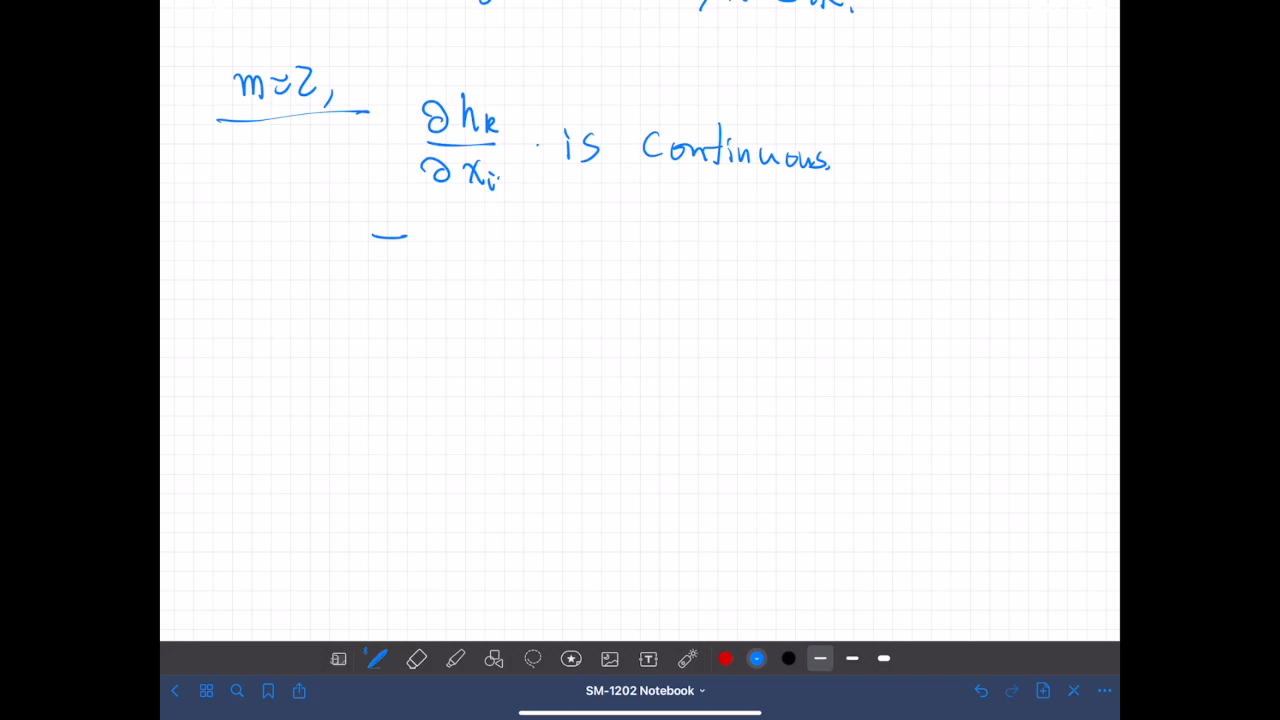 m=2,
∂h_k/∂x_i is continuous.
SM-1202 Notebook